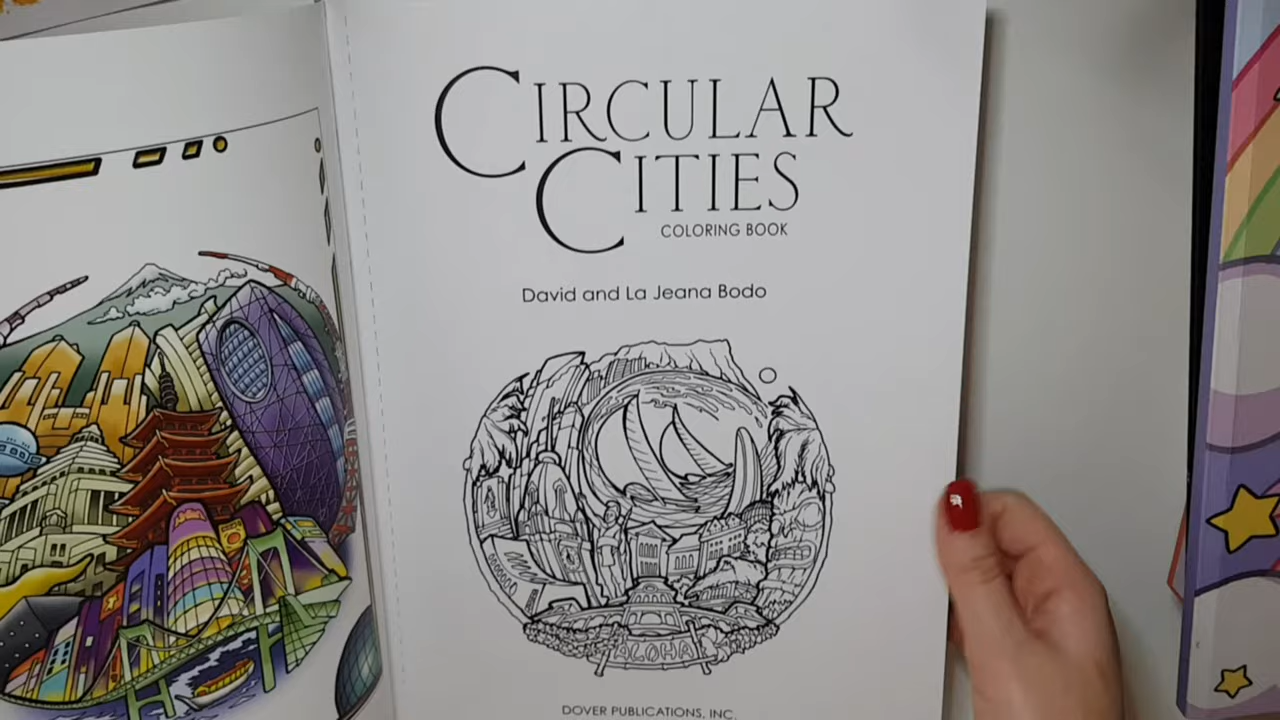 CIRCULAR
CITIES
COLORING BOOK
David and La Jeana Bodo
ALOHA
DOVER PUBLICATIONS, INC.